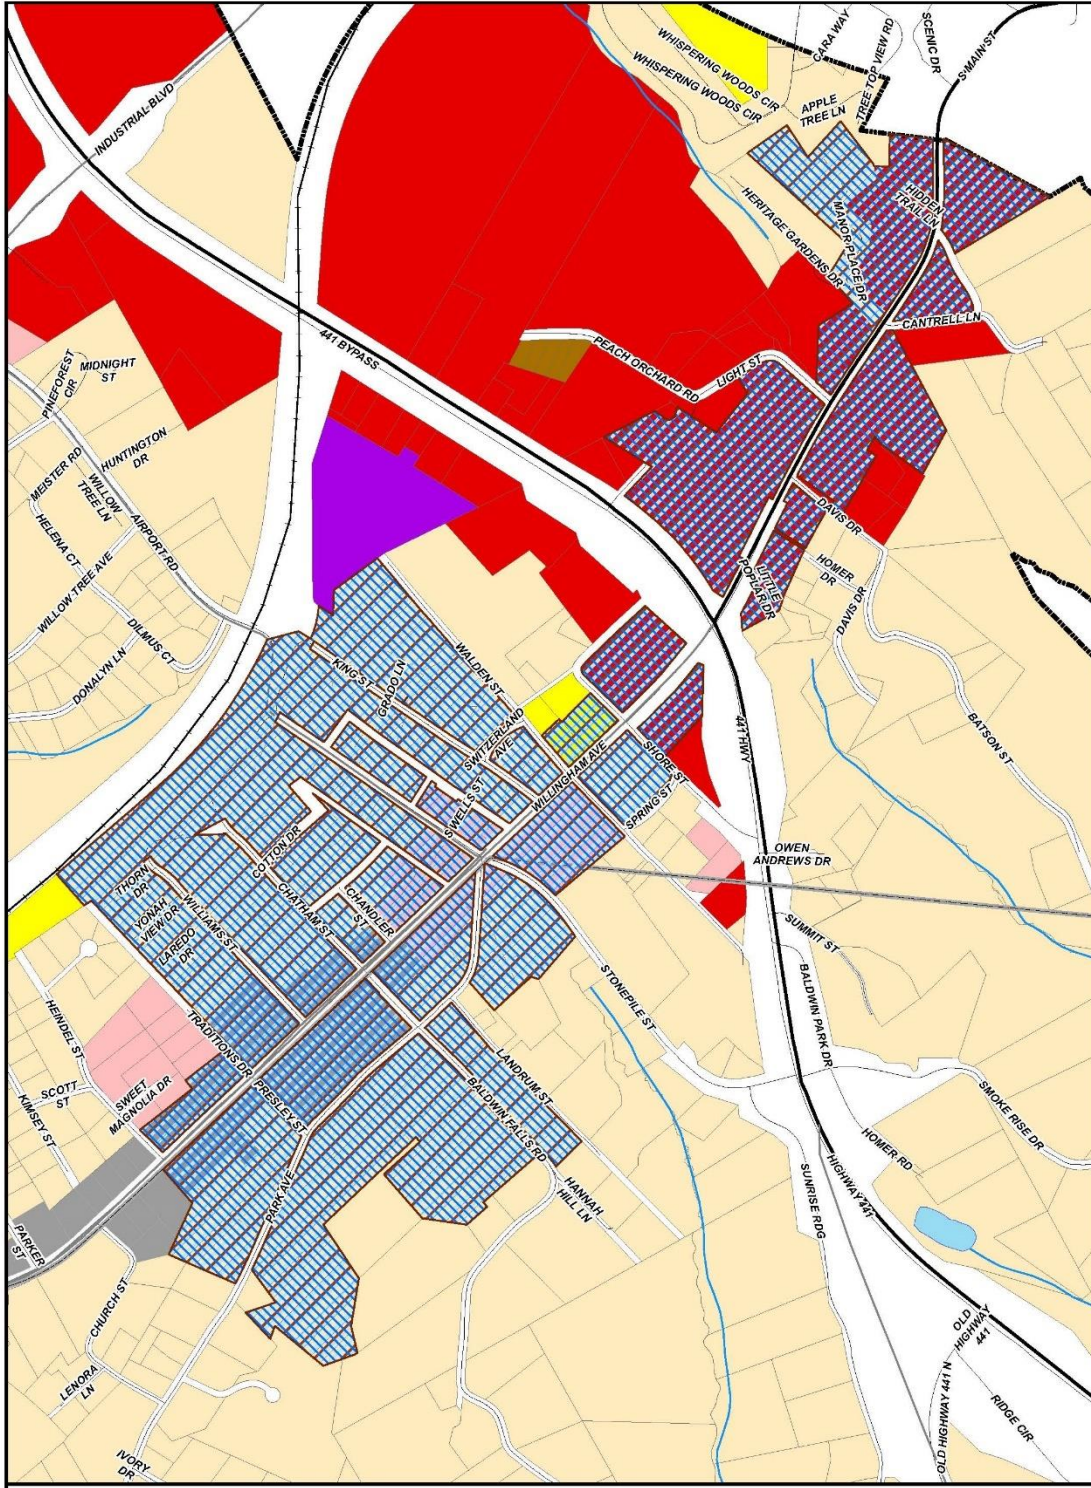 WHISPERING WOODS CIR
WHISPERING WOODS CIR
CARA WAY
TREE TOP VIEW RD
SCENIC DR
S MAIN ST
APPLE
TREE LN
INDUSTRIAL BLVD
HIDDEN
TRAIL LN
HERITAGE GARDENS DR
MANOR PLACE DR
CANTRELL LN
441 BYPASS
PEACH ORCHARD RD
LIGHT ST
PINEFOREST
CIR
MIDNIGHT
ST
HUNTINGTON
DR
MEISTER RD
WILLOW
TREE LN
AIRPORT RD
HELENA CT
WILLOW TREE AVE
DILMUS CT
DONALYN LN
DAVIS DR
HOMER
DR
LITTLE
POPLAR DR
DAVIS DR
BATSON ST
WALDEN ST
KING ST
GRADO LN
SWITZERLAND
AVE
S WELLS ST
WILLINGHAM AVE
SHORE ST
SPRING ST
441 HWY
OWEN
ANDREWS DR
COTTON DR
CHATHAM ST
CHANDLER
ST
THORN
DR
YONAH
VIEW DR
LAREDO
DR
WILLIAMS ST
SUMMIT ST
STONEPILE ST
BALDWIN PARK DR
HEINDEL ST
TRADITIONS DR
PRESLEY ST
LANDRUM ST
BALDWIN FALLS RD
SCOTT
ST
SWEET
MAGNOLIA DR
KIMSEY ST
SMOKE RISE DR
HOMER RD
HIGHWAY 441
SUNRISE RDG
HANNAH
HILL LN
PARK AVE
PARKER
ST
CHURCH ST
LENORA
LN
IVORY
DR
OLD
HIGHWAY
441
OLD HIGHWAY 441 N
RIDGE CIR